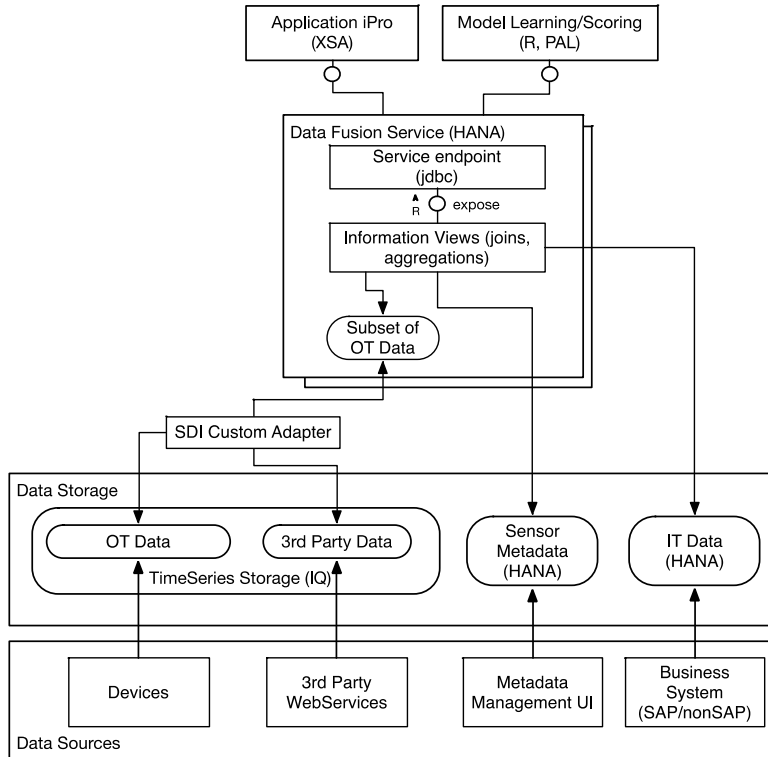 Application iPro
(XSA)
Model Learning/Scoring
(R, PAL)
Data Fusion Service (HANA)
Service endpoint
(jdbc)
R
expose
Information Views (joins,
aggregations)
Subset of
OT Data
SDI Custom Adapter
Data Storage
OT Data
3rd Party Data
TimeSeries Storage (IQ)
Sensor
Metadata
(HANA)
IT Data
(HANA)
Devices
3rd Party
WebServices
Metadata
Management UI
Business
System
(SAP/nonSAP)
Data Sources